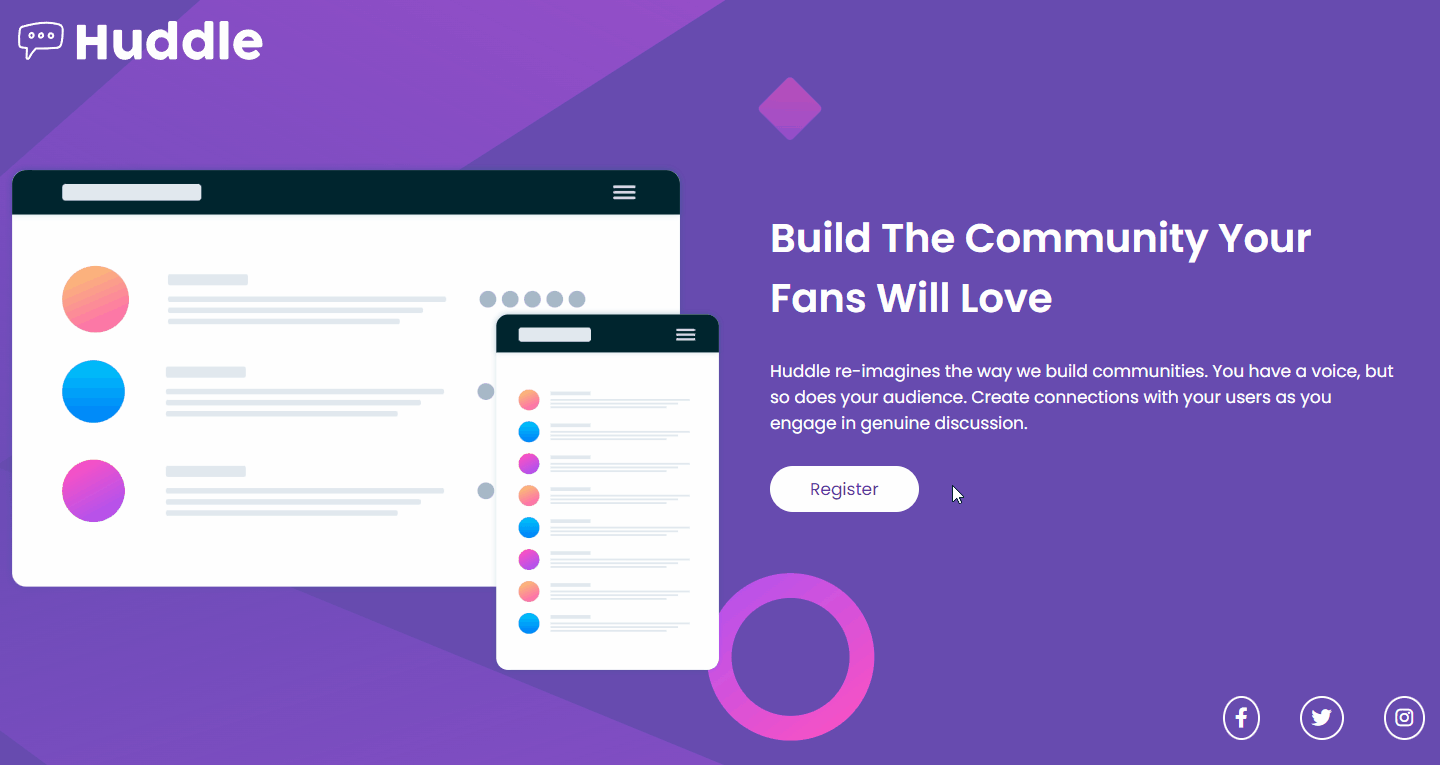 Huddle
Build The Community Your
Fans Will Love
Huddle re-imagines the way we build communities. You have a voice, but
so does your audience. Create connections with your users as you
engage in genuine discussion.
Register